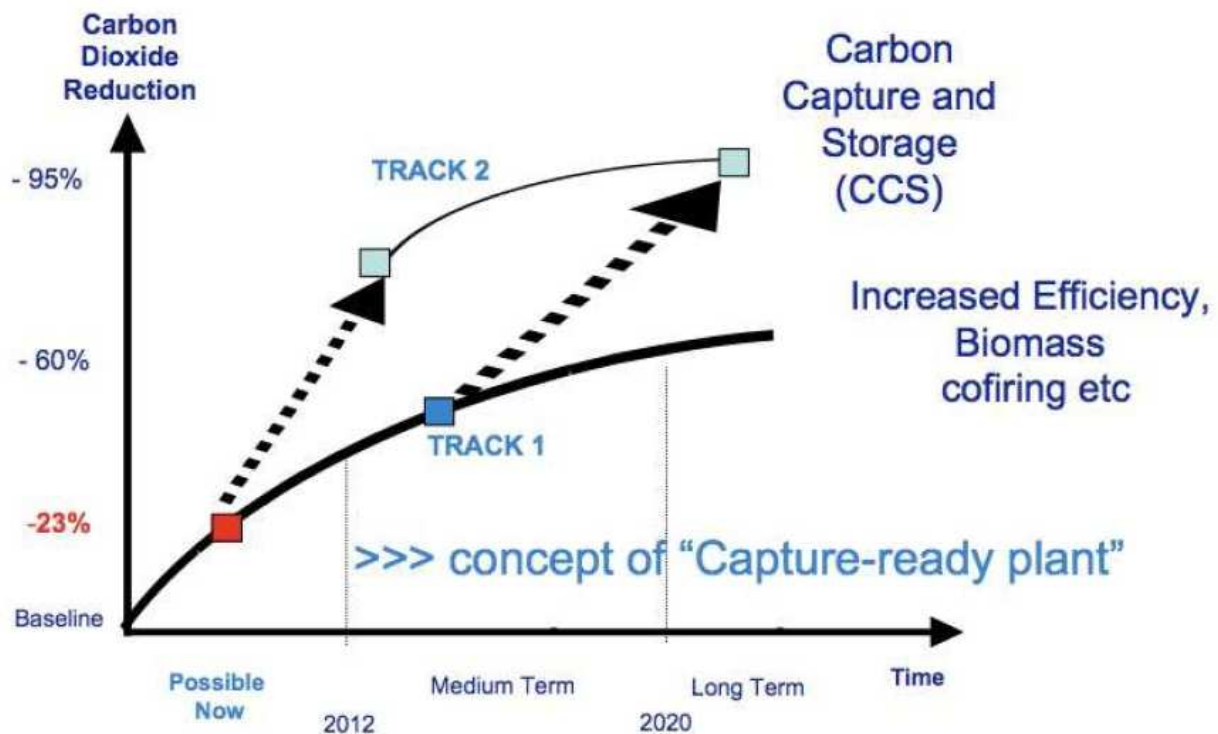 Carbon
Dioxide
Reduction
Carbon
Capture and
Storage
(CCS)
- 95%
TRACK 2
Increased Efficiency,
Biomass
cofiring etc
- 60%
TRACK 1
-23%
>>> concept of “Capture-ready plant”
Baseline
Possible
Now
Medium Term
Long Term
Time
2012
2020